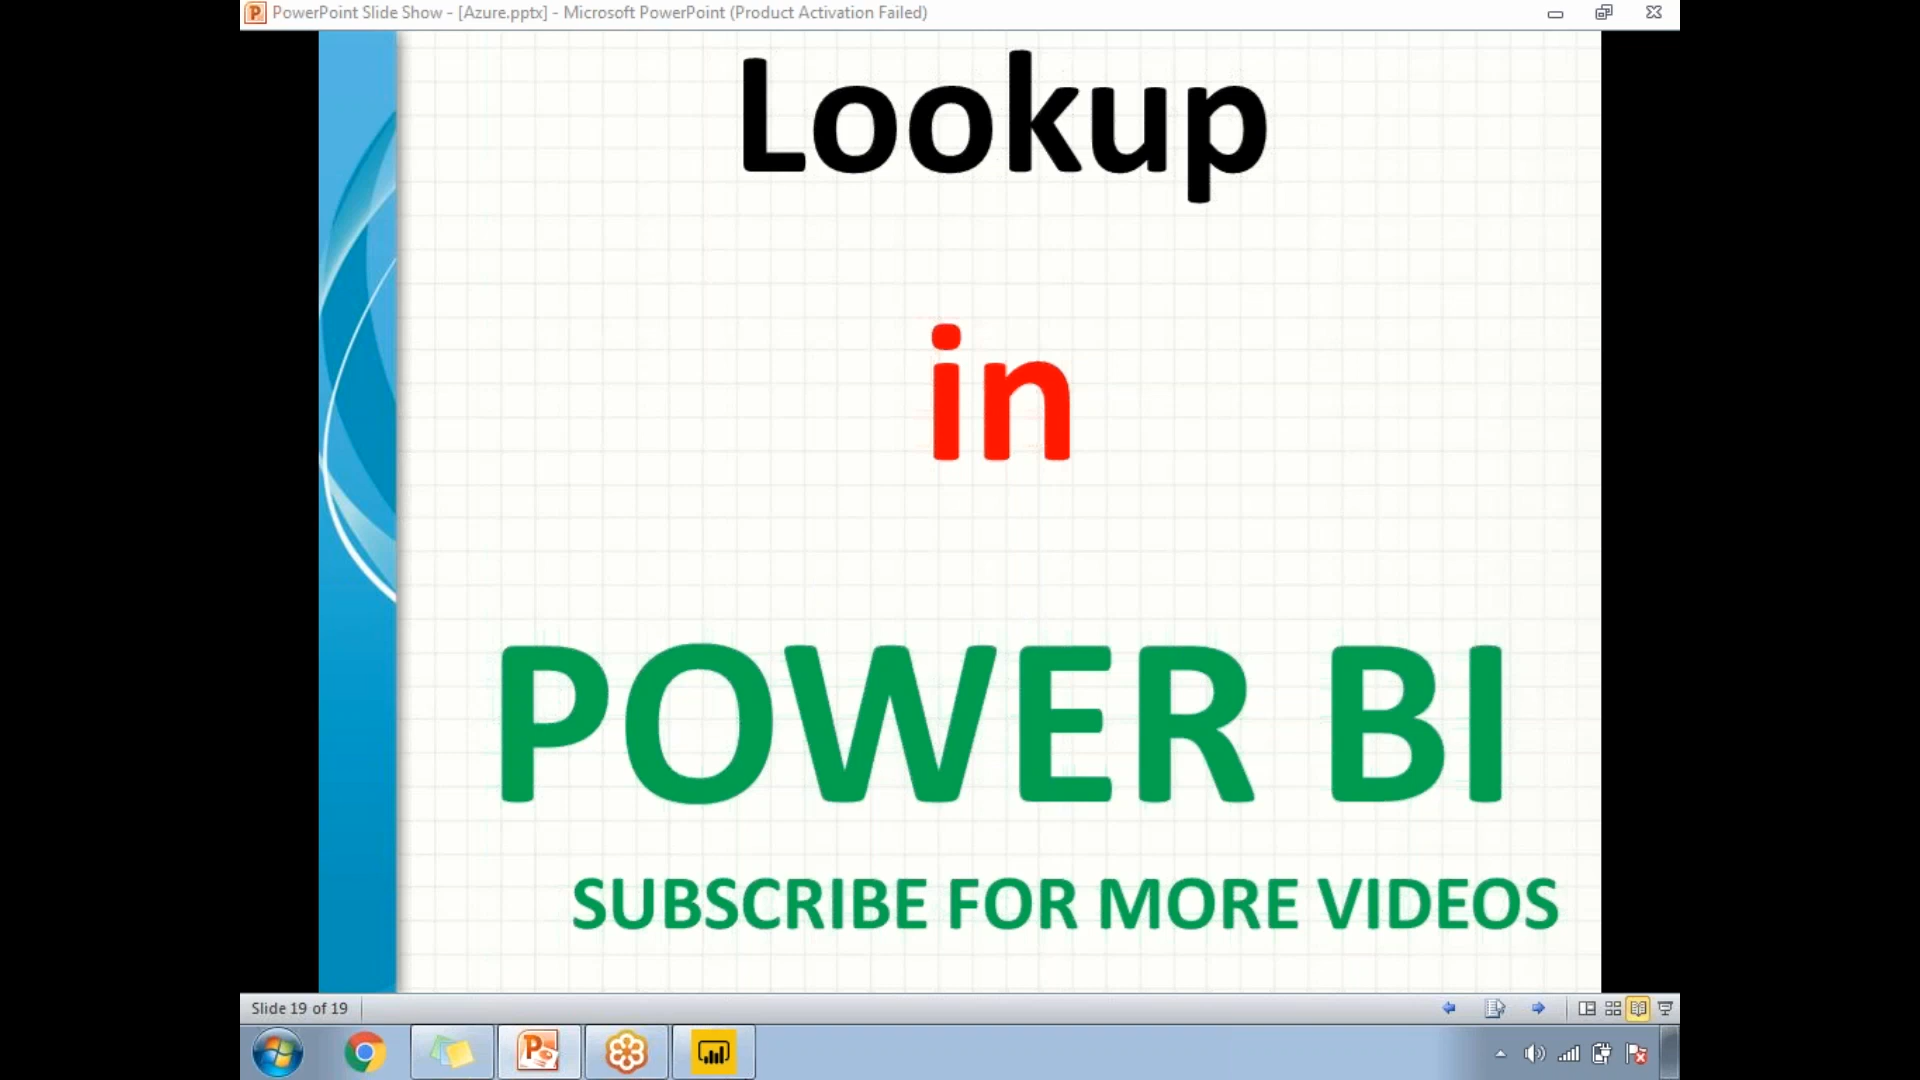 PowerPoint Slide Show - [Azure.pptx] - Microsoft PowerPoint (Product Activation Failed)
Lookup
in
POWER BI
SUBSCRIBE FOR MORE VIDEOS
Slide 19 of 19